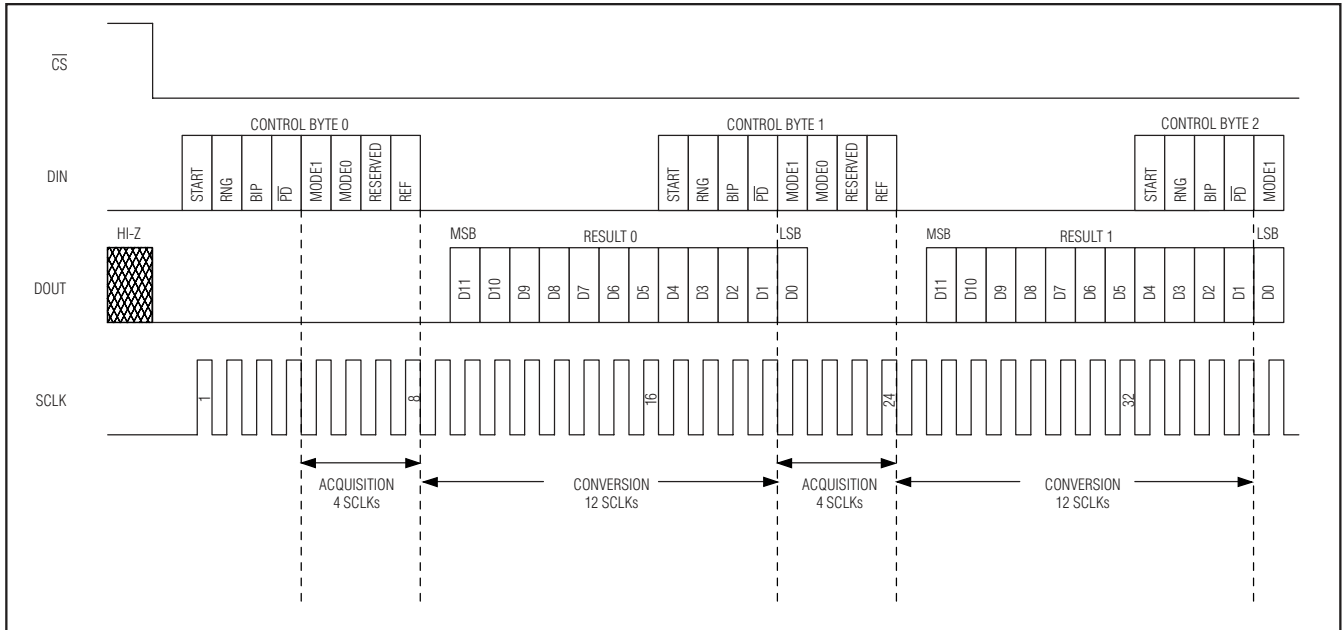 CS
CONTROL BYTE 0 CONTROL BYTE 1 CONTROL BYTE 2
DIN
START RNG BIP PD MODE1 MODE0 RESERVED REF
START RNG BIP PD MODE1 MODE0 RESERVED REF
START RNG BIP PD MODE1
HI-Z MSB RESULT 0 LSB MSB RESULT 1 LSB
DOUT
D11 D10 D9 D8 D7 D6 D5 D4 D3 D2 D1 D0
D11 D10 D9 D8 D7 D6 D5 D4 D3 D2 D1 D0
SCLK
1 8 16 24 32
ACQUISITION
4 SCLKs
CONVERSION
12 SCLKs
ACQUISITION
4 SCLKs
CONVERSION
12 SCLKs